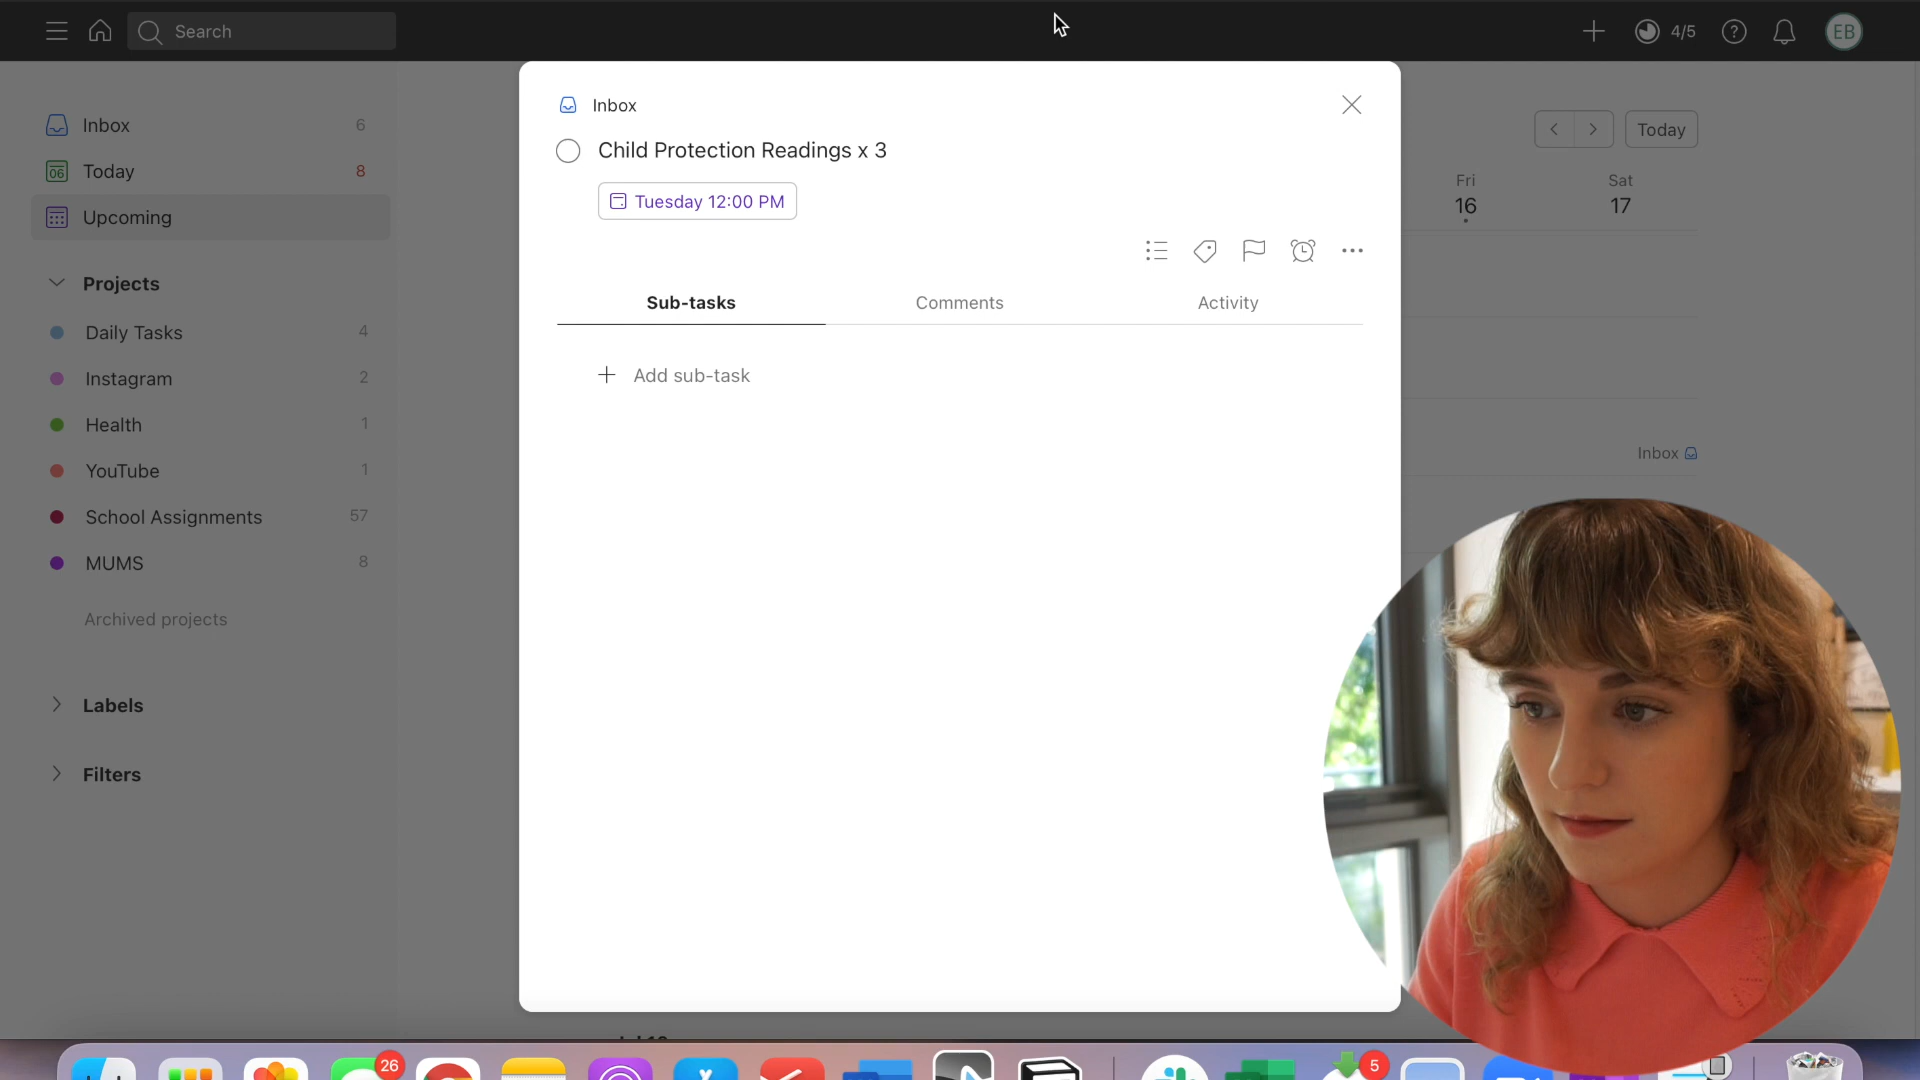 Search
4/5
EB
Inbox 6
06 Today 8
Upcoming
Projects
Daily Tasks 4
Instagram 2
Health 1
YouTube 1
School Assignments 57
MUMS 8
Archived projects
Labels
Filters
Inbox
Child Protection Readings x 3
Tuesday 12:00 PM
Sub-tasks Comments Activity
Add sub-task
Today
Fri Sat
16 17
Inbox
26
5